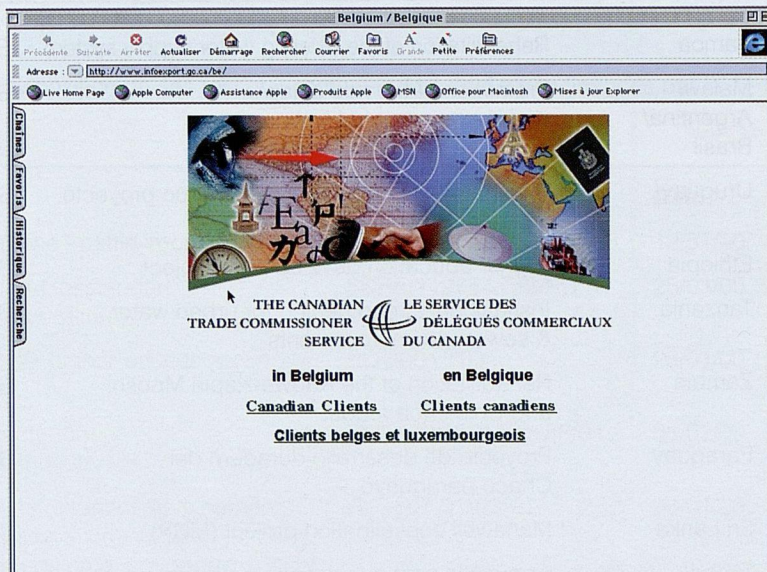 Belgium / Belgique
Précédente Suivante Arrêter Actualiser Démarrage Rechercher Courrier Favoris Grande Petite Préférences
Adresse : http://www.infoexport.gc.ca/be/
Live Home Page Apple Computer Assistance Apple Produits Apple MSN Office pour Macintosh Mises à jour Explorer
Chaînes
Favoris
Historique
Recherche
THE CANADIAN
TRADE COMMISSIONER
SERVICE
LE SERVICE DES
DÉLÉGUÉS COMMERCIAUX
DU CANADA
in Belgium
en Belgique
Canadian Clients
Clients canadiens
Clients belges et luxembourgeois